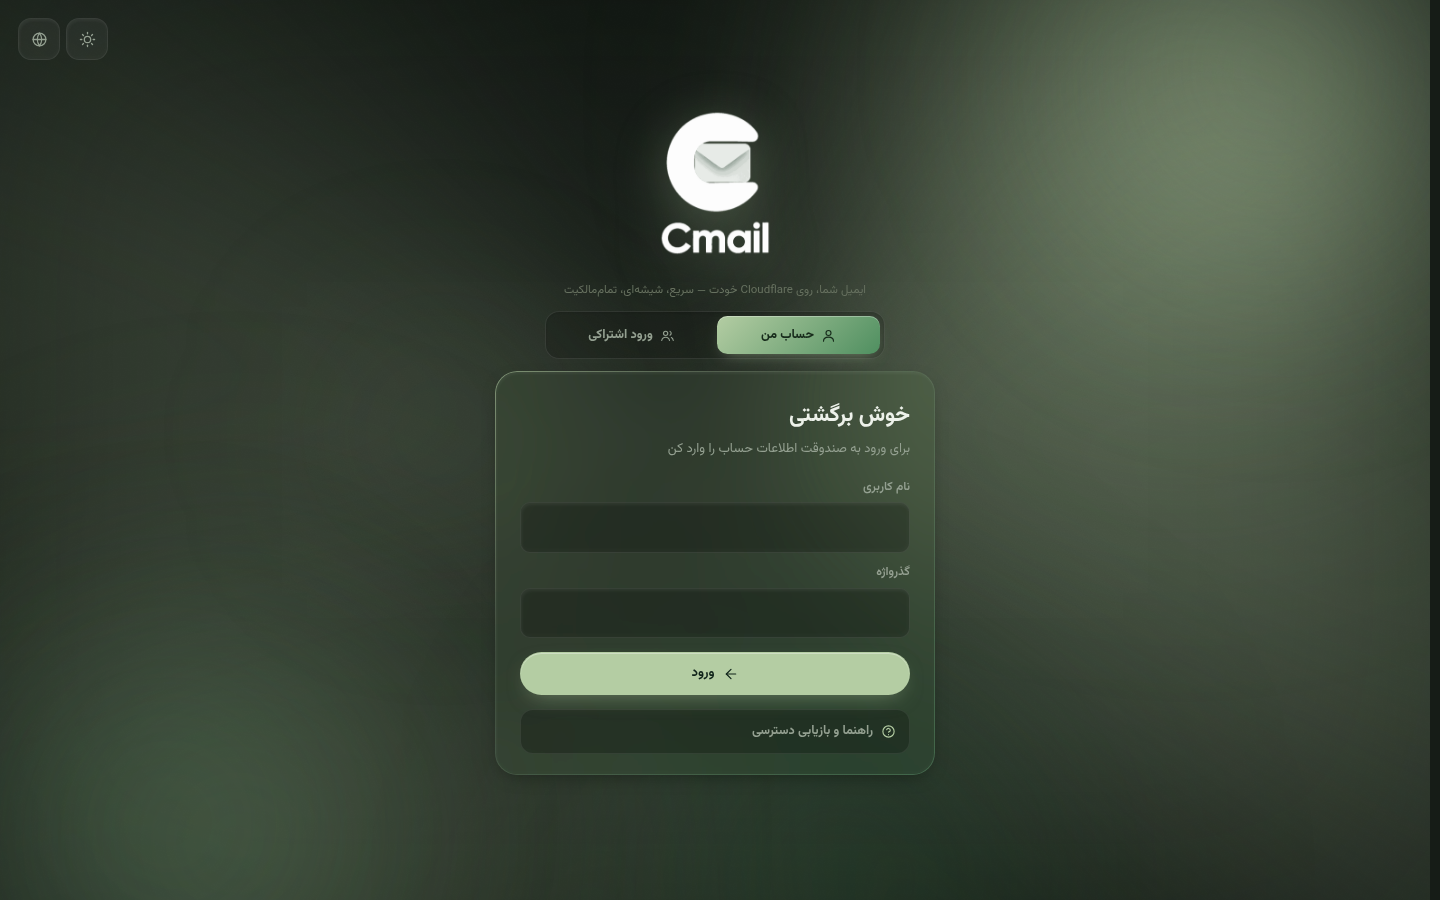 Cmail
ایمیل شما، روی Cloudflare خودت — سریع، شیشه‌ای، تمام‌مالکیت
حساب من
ورود اشتراکی
خوش برگشتی
برای ورود به صندوقت اطلاعات حساب را وارد کن
نام کاربری
گذرواژه
ورود
راهنما و بازیابی دسترسی